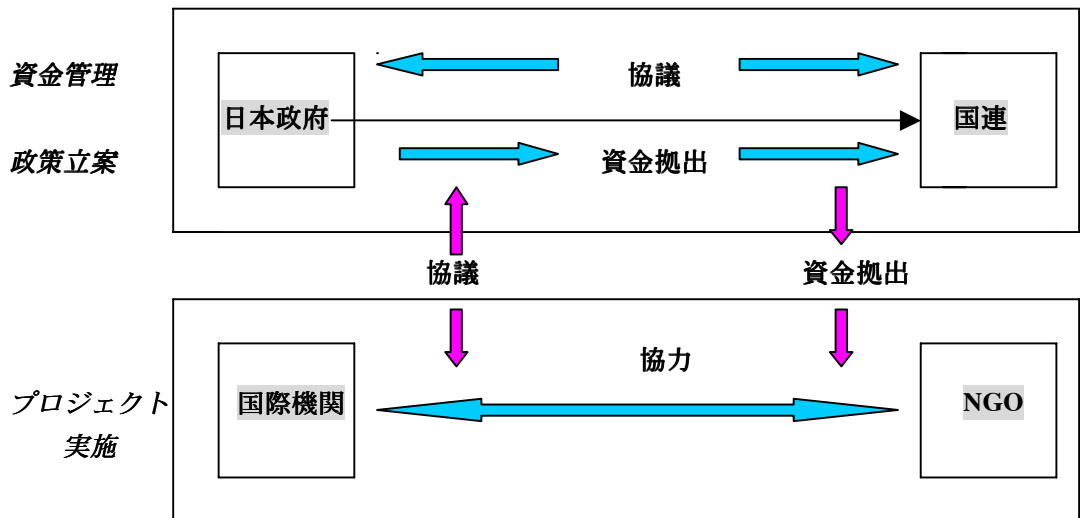 資金管理
協議
日本政府
国連
政策立案
資金拠出
協議
資金拠出
協力
プロジェクト
実施
国際機関
NGO